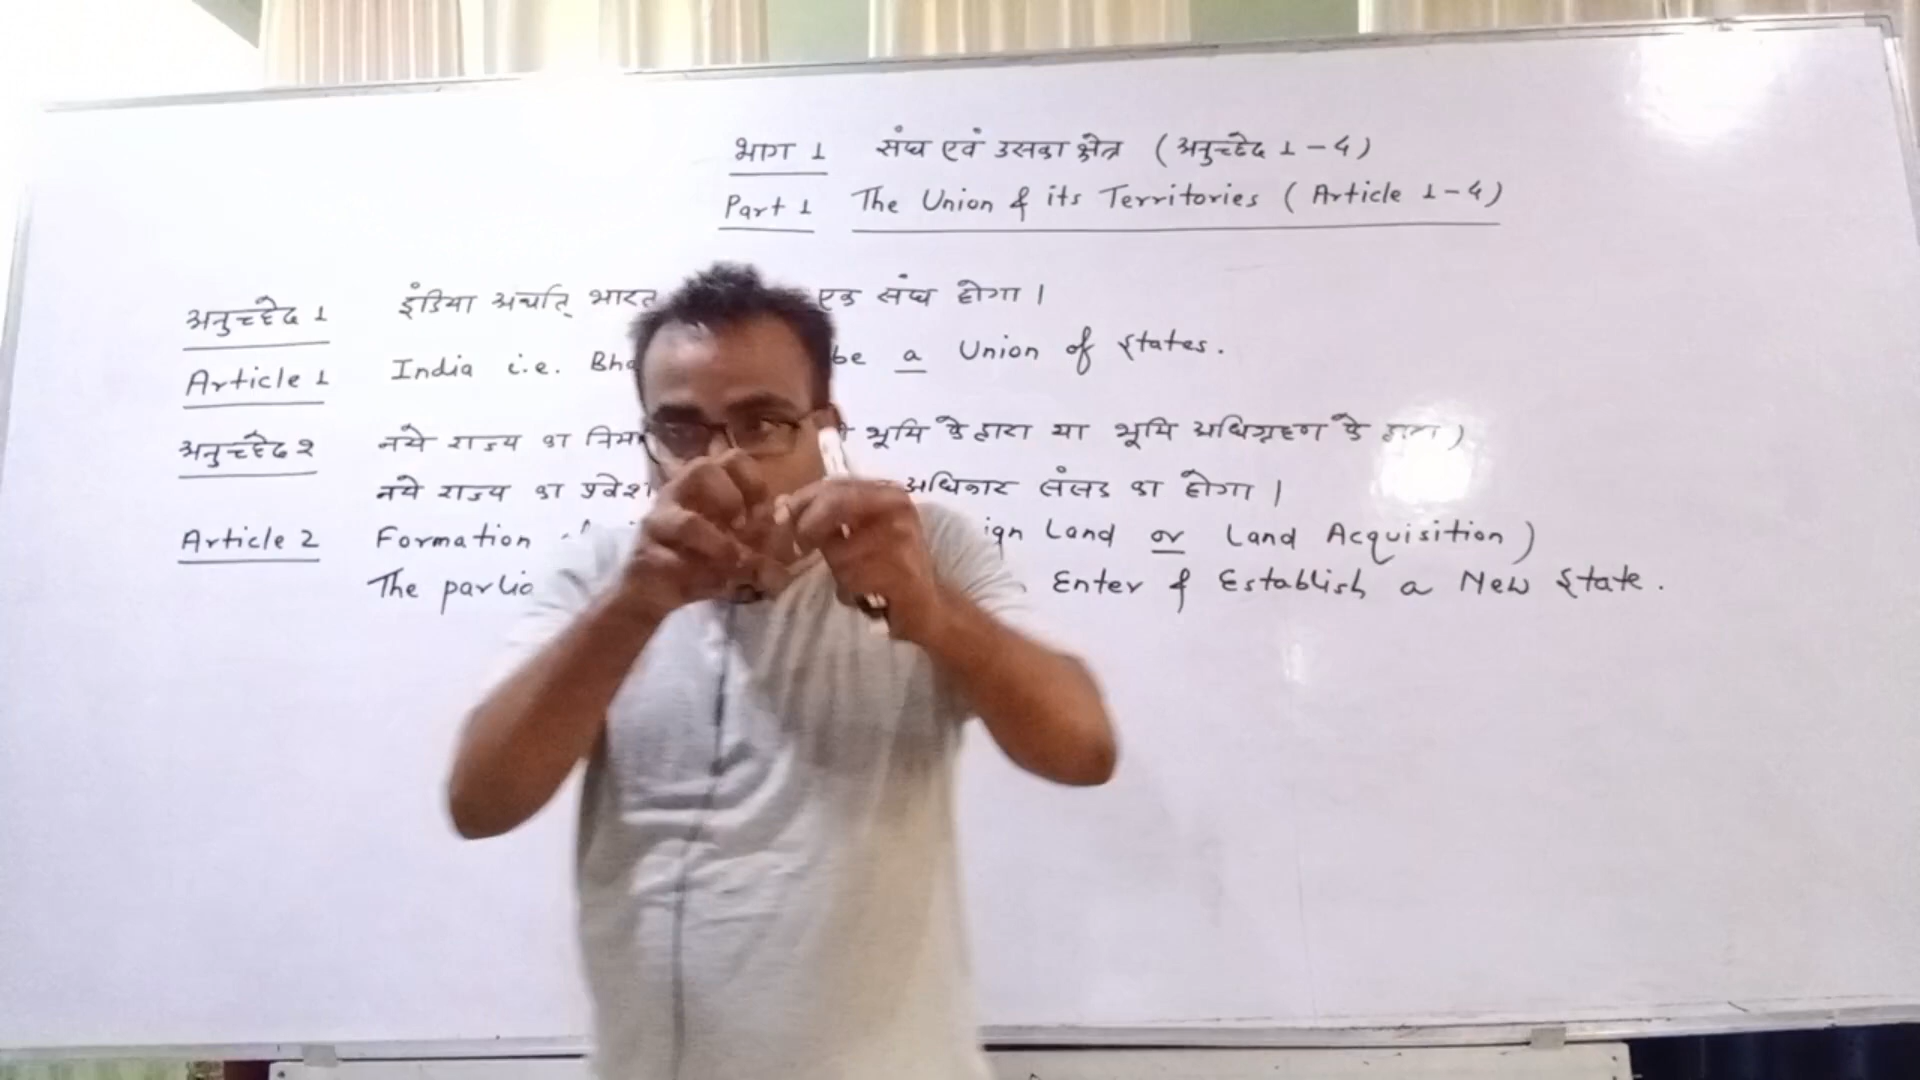 भाग 1 संघ एवं उसका क्षेत्र (अनुच्छेद 1-4)
Part 1 The Union & its Territories (Article 1-4)
अनुच्छेद 1 इंडिया अर्थात् भारत एक संघ होगा।
Article 1 India i.e. be a Union of States.
अनुच्छेद 2 नये राज्य का भूमि के द्वारा या भूमि अधिग्रहण के द्वारा)
नये राज्य का अधिकार संसद का होगा।
Article 2 Formation Land or Land Acquisition)
The Enter & Establish a New State.